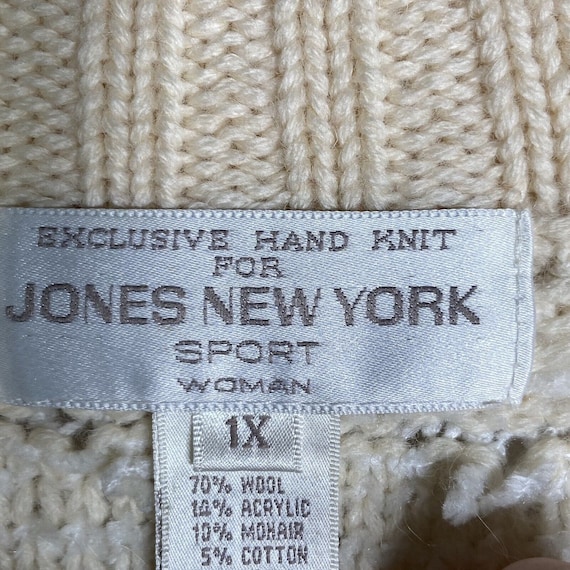 EXCLUSIVE HAND KNIT
FOR
JONES NEW YORK
SPORT
WOMAN
1X
70% WOOL
14% ACRYLIC
10% MOHAIR
5% COTTON